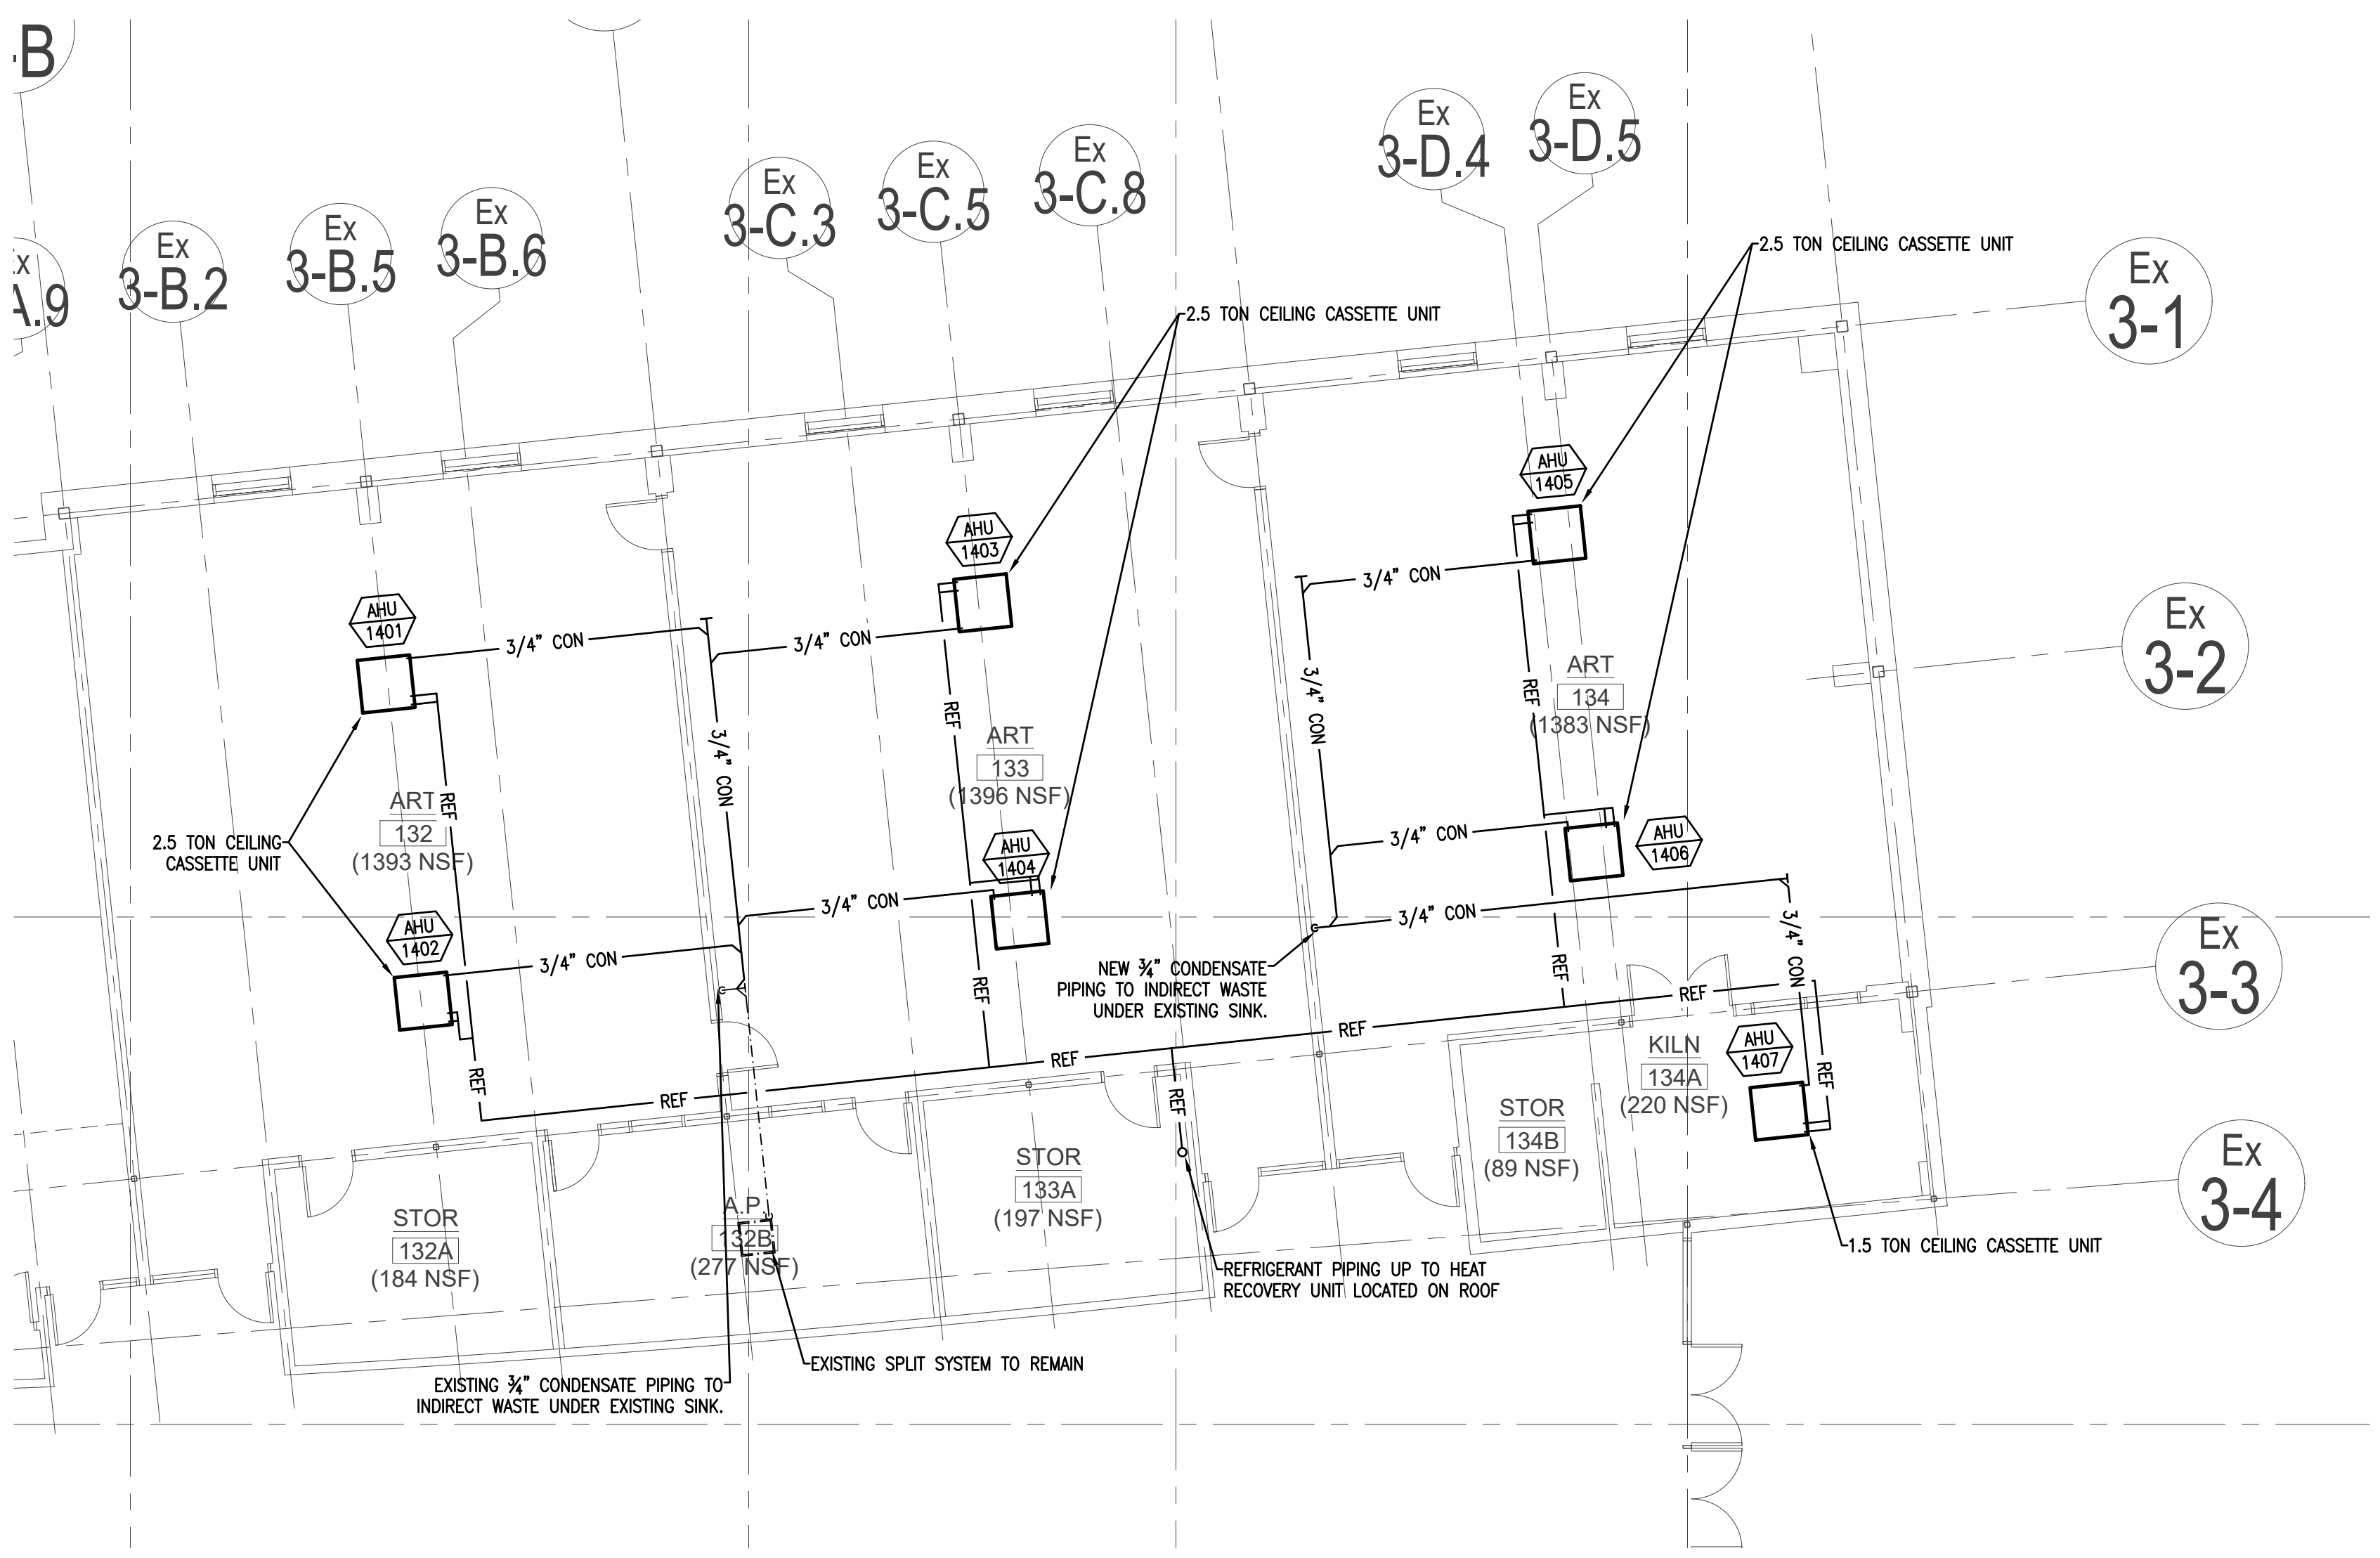 -B
Ex
A.9
Ex
3-B.2
Ex
3-B.5
Ex
3-B.6
Ex
3-C.3
Ex
3-C.5
Ex
3-C.8
Ex
3-D.4
Ex
3-D.5
Ex
3-1
Ex
3-2
Ex
3-3
Ex
3-4
2.5 TON CEILING CASSETTE UNIT
2.5 TON CEILING CASSETTE UNIT
2.5 TON CEILING
CASSETTE UNIT
AHU
1401
AHU
1402
AHU
1403
AHU
1404
AHU
1405
AHU
1406
AHU
1407
3/4" CON
3/4" CON
3/4" CON
3/4" CON
3/4" CON
3/4" CON
3/4" CON
3/4" CON
3/4" CON
3/4" CON
REF
REF
REF
REF
REF
REF
REF
REF
REF
REF
REF
REF
ART
132
(1393 NSF)
ART
133
(1396 NSF)
ART
134
(1383 NSF)
NEW ¾" CONDENSATE
PIPING TO INDIRECT WASTE
UNDER EXISTING SINK.
KILN
134A
(220 NSF)
STOR
134B
(89 NSF)
STOR
133A
(197 NSF)
A.P.
132B
(277 NSF)
STOR
132A
(184 NSF)
1.5 TON CEILING CASSETTE UNIT
REFRIGERANT PIPING UP TO HEAT
RECOVERY UNIT LOCATED ON ROOF
EXISTING SPLIT SYSTEM TO REMAIN
EXISTING ¾" CONDENSATE PIPING TO
INDIRECT WASTE UNDER EXISTING SINK.